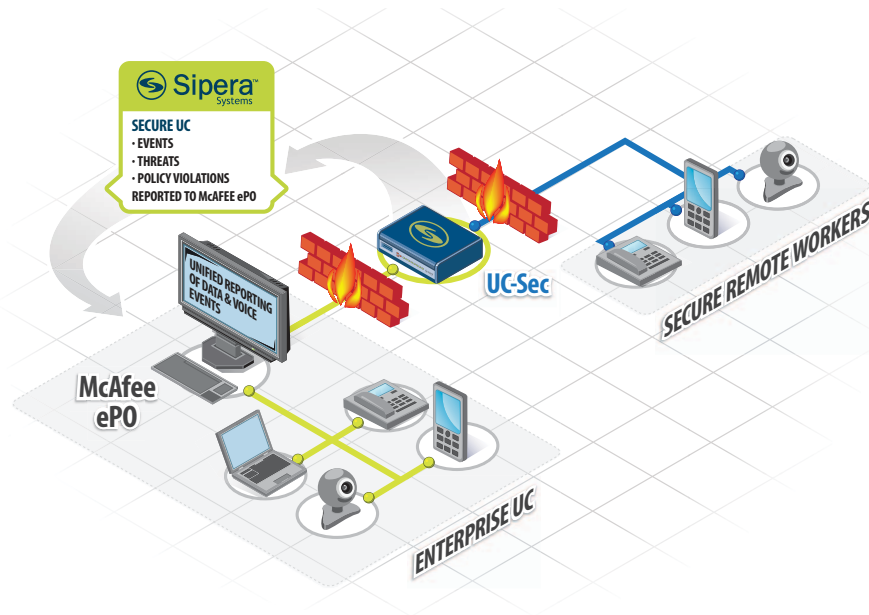 Sipera™
Systems
SECURE UC
· EVENTS
· THREATS
· POLICY VIOLATIONS
REPORTED TO McAFEE ePO
UNIFIED REPORTING
OF DATA & VOICE
EVENTS
UC-Sec
SECURE REMOTE WORKERS
McAfee
ePO
ENTERPRISE UC